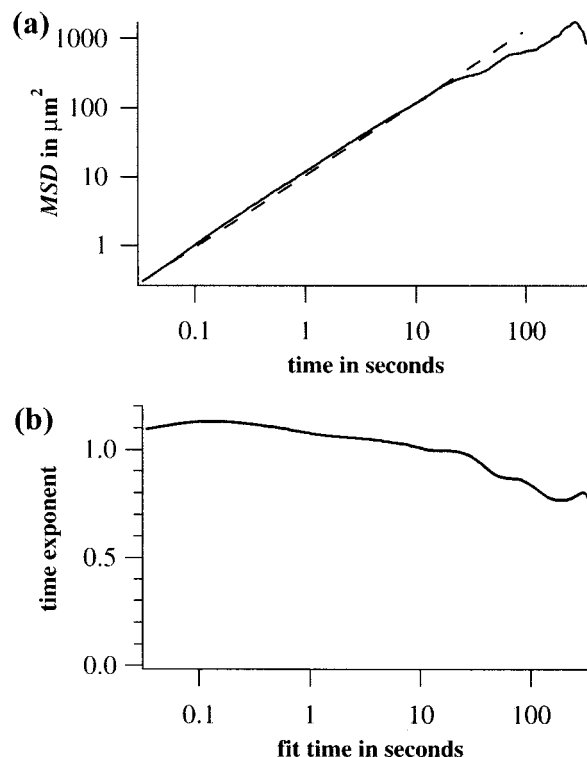 (a)
1000
100
10
1
MSD in μm²
0.1 1 10 100
time in seconds
(b)
1.0
0.5
0.0
time exponent
0.1 1 10 100
fit time in seconds